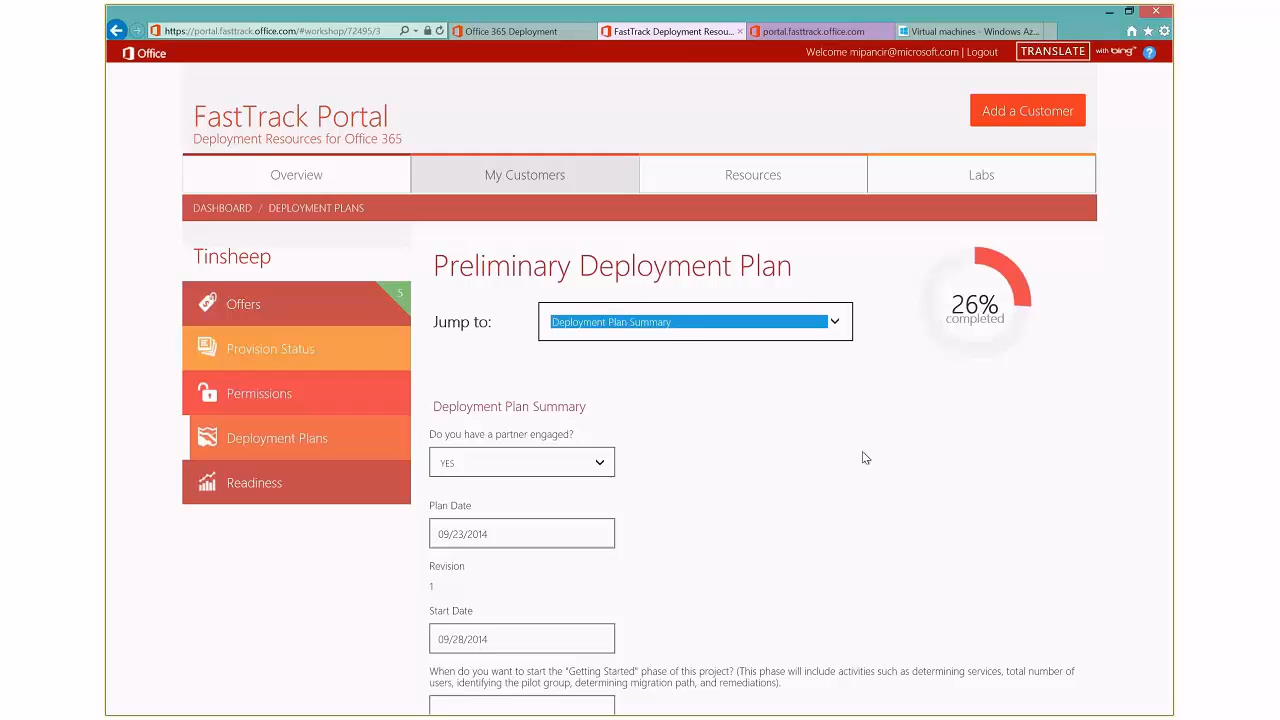 https://portal.fasttrack.office.com/#workshop/72495/3
Office 365 Deployment
FastTrack Deployment Resou...
portal.fasttrack.office.com
Virtual machines - Windows Az...
Office
Welcome mipancir@microsoft.com | Logout
TRANSLATE with bing™ ?
FastTrack Portal
Deployment Resources for Office 365
Add a Customer
Overview
My Customers
Resources
Labs
DASHBOARD / DEPLOYMENT PLANS
Tinsheep
Offers
5
Provision Status
Permissions
Deployment Plans
Readiness
Preliminary Deployment Plan
Jump to:
Deployment Plan Summary
26%
completed
Deployment Plan Summary
Do you have a partner engaged?
YES
Plan Date
09/23/2014
Revision
1
Start Date
09/28/2014
When do you want to start the "Getting Started" phase of this project? (This phase will include activities such as determining services, total number of
users, identifying the pilot group, determining migration path, and remediations).